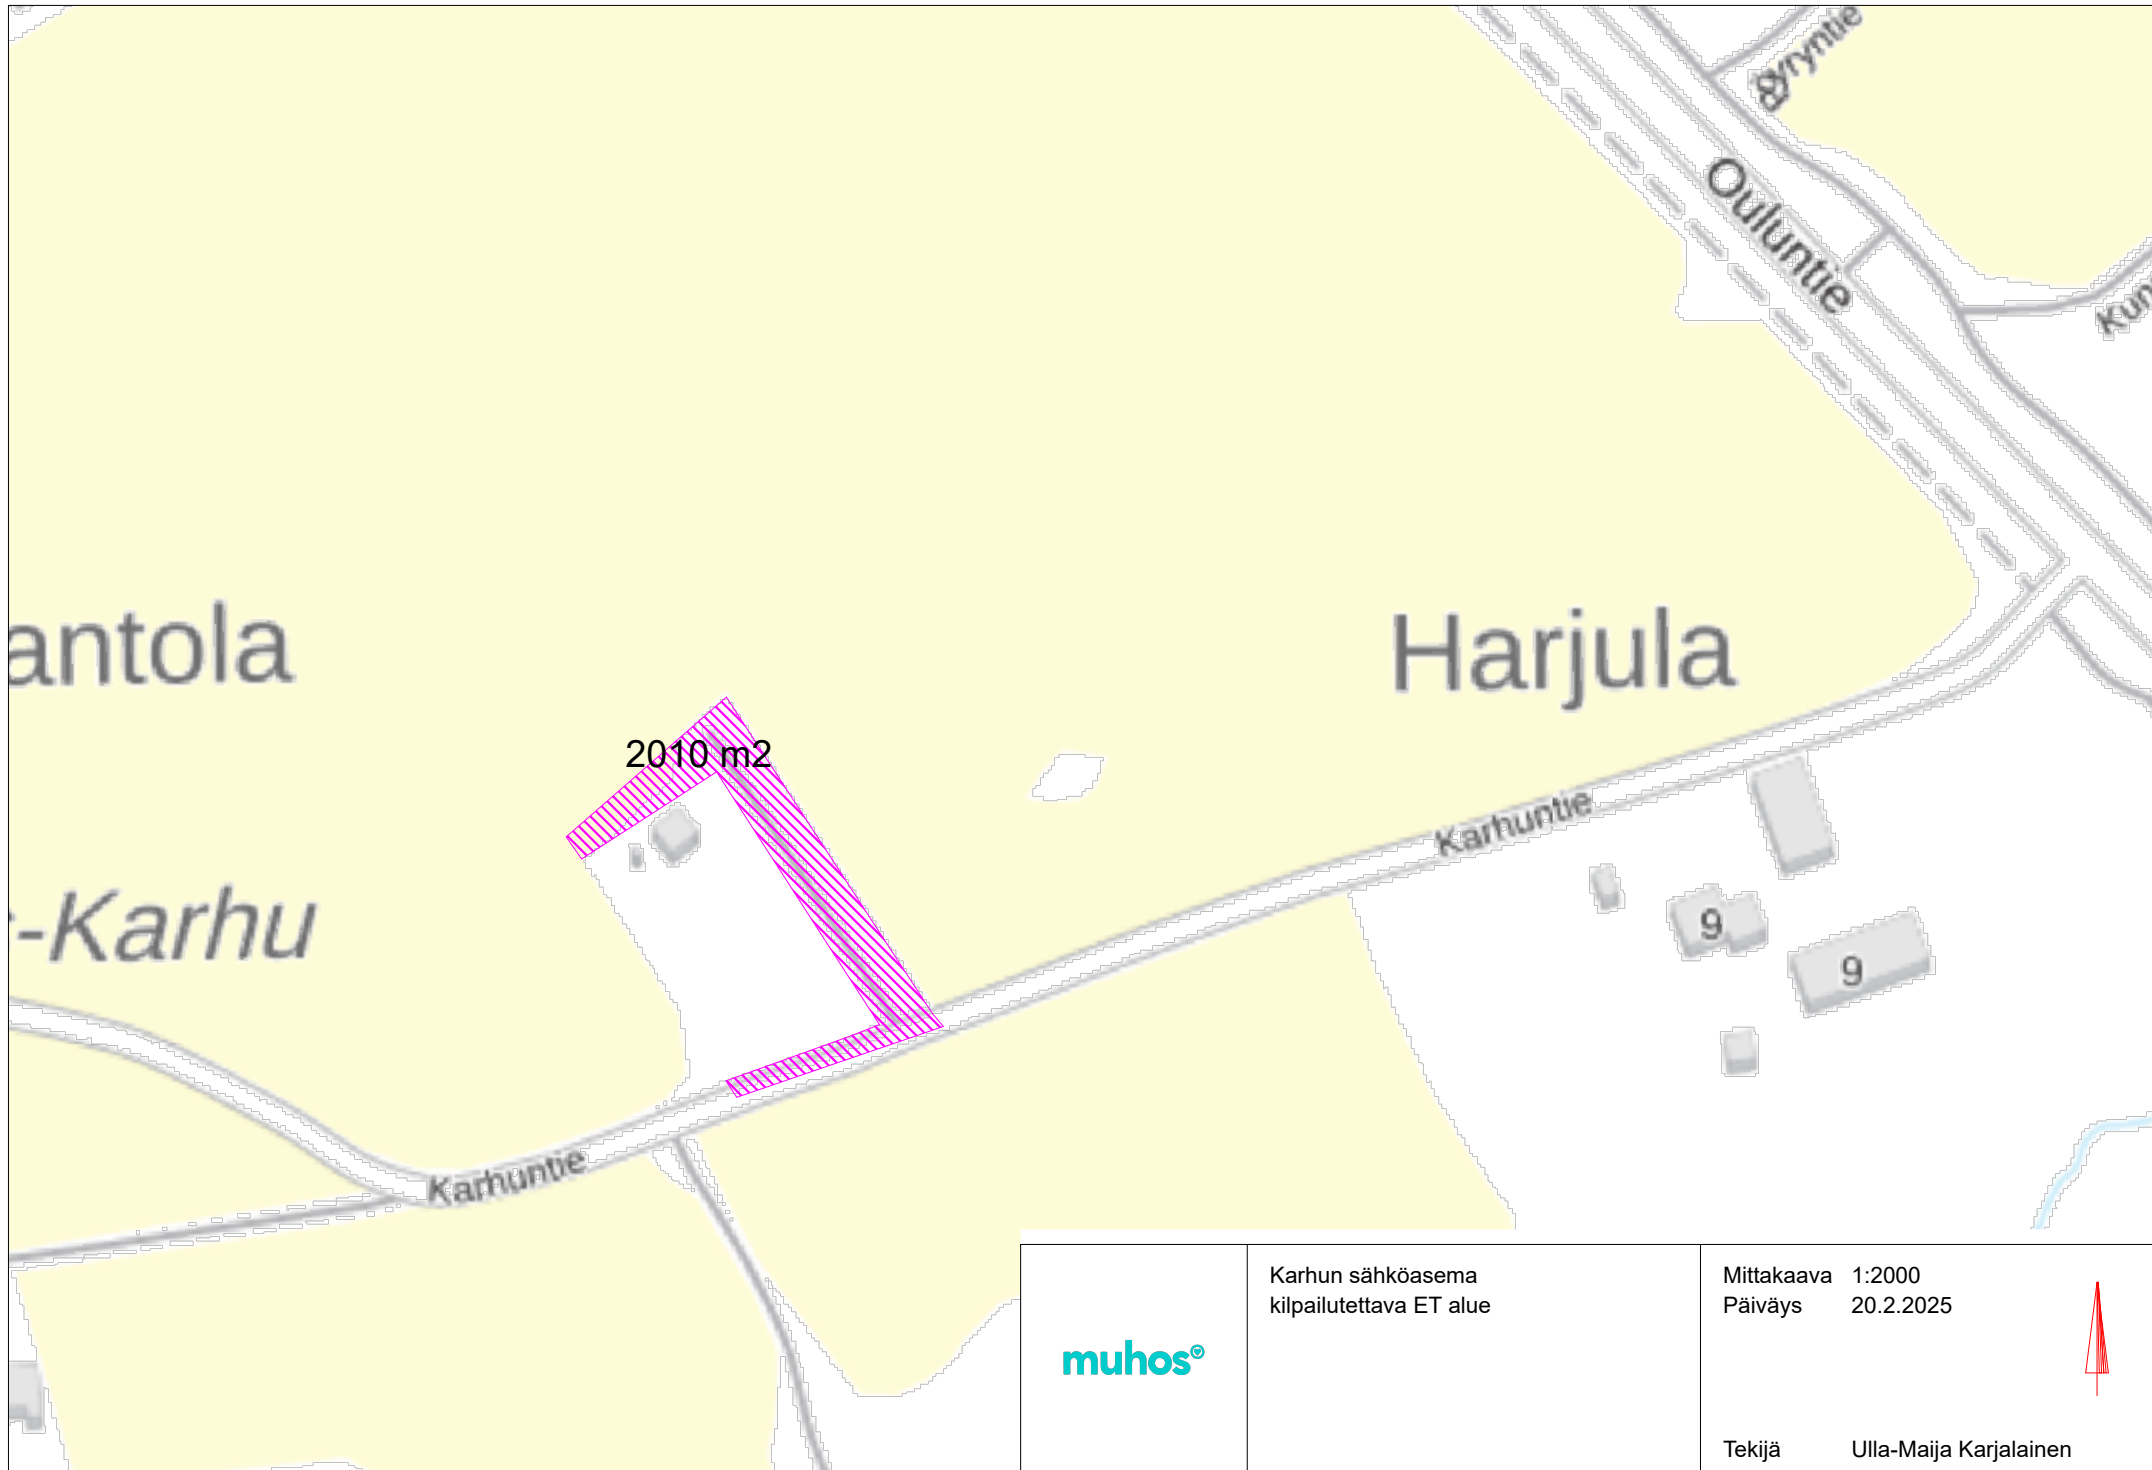 Ouluntie
antola
Harjula
2010 m2
Karhuntie
-Karhu
9
9
Karhuntie
muhos
Karhun sähköasema
kilpailutettava ET alue
Mittakaava 1:2000
Päiväys 20.2.2025
Tekijä Ulla-Maija Karjalainen